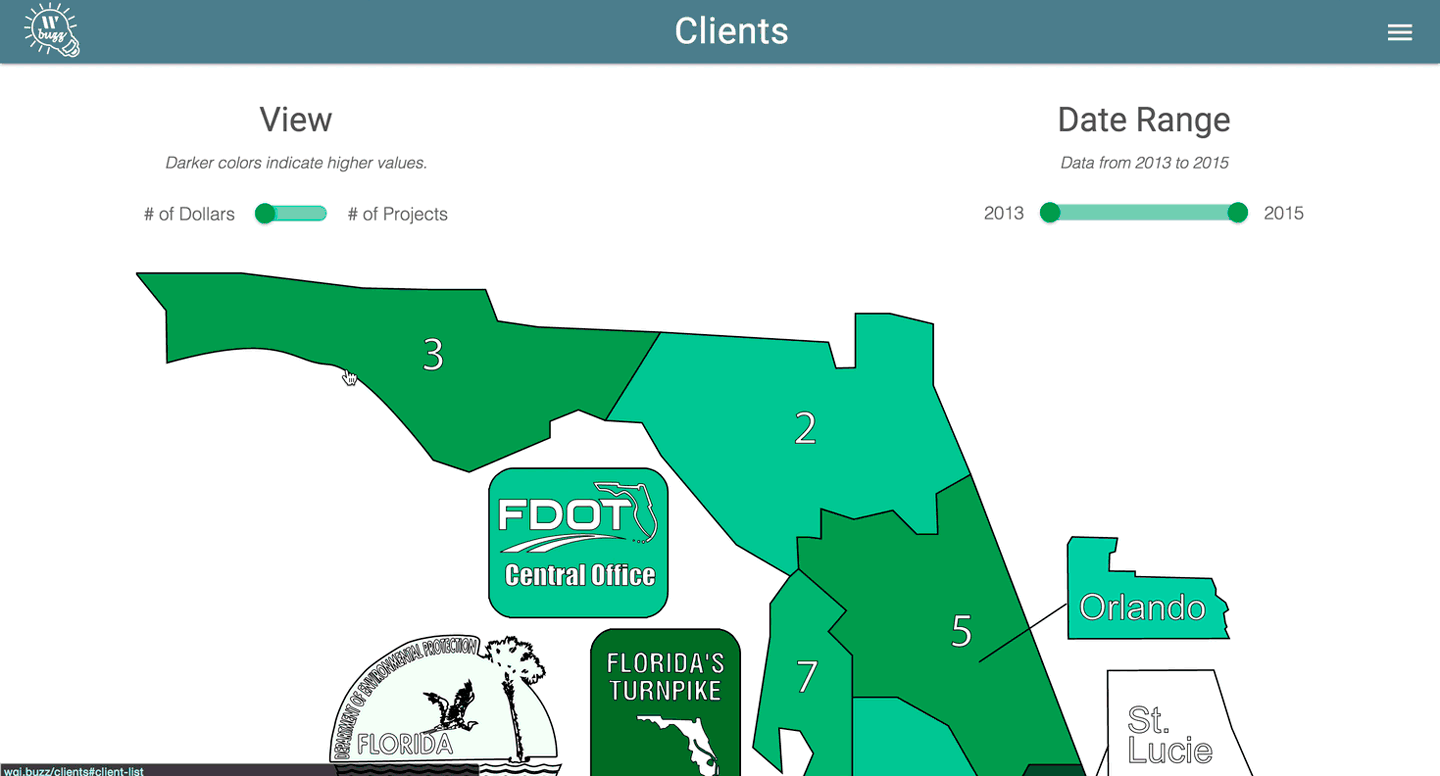 W
buzz
Clients
View
Darker colors indicate higher values.
# of Dollars
# of Projects
Date Range
Data from 2013 to 2015
2013
2015
3
2
FDOT
Central Office
5
Orlando
7
FLORIDA'S
TURNPIKE
DEPARTMENT OF ENVIRONMENTAL PROTECTION
FLORIDA
St.
Lucie
wgi.buzz/clients#client-list